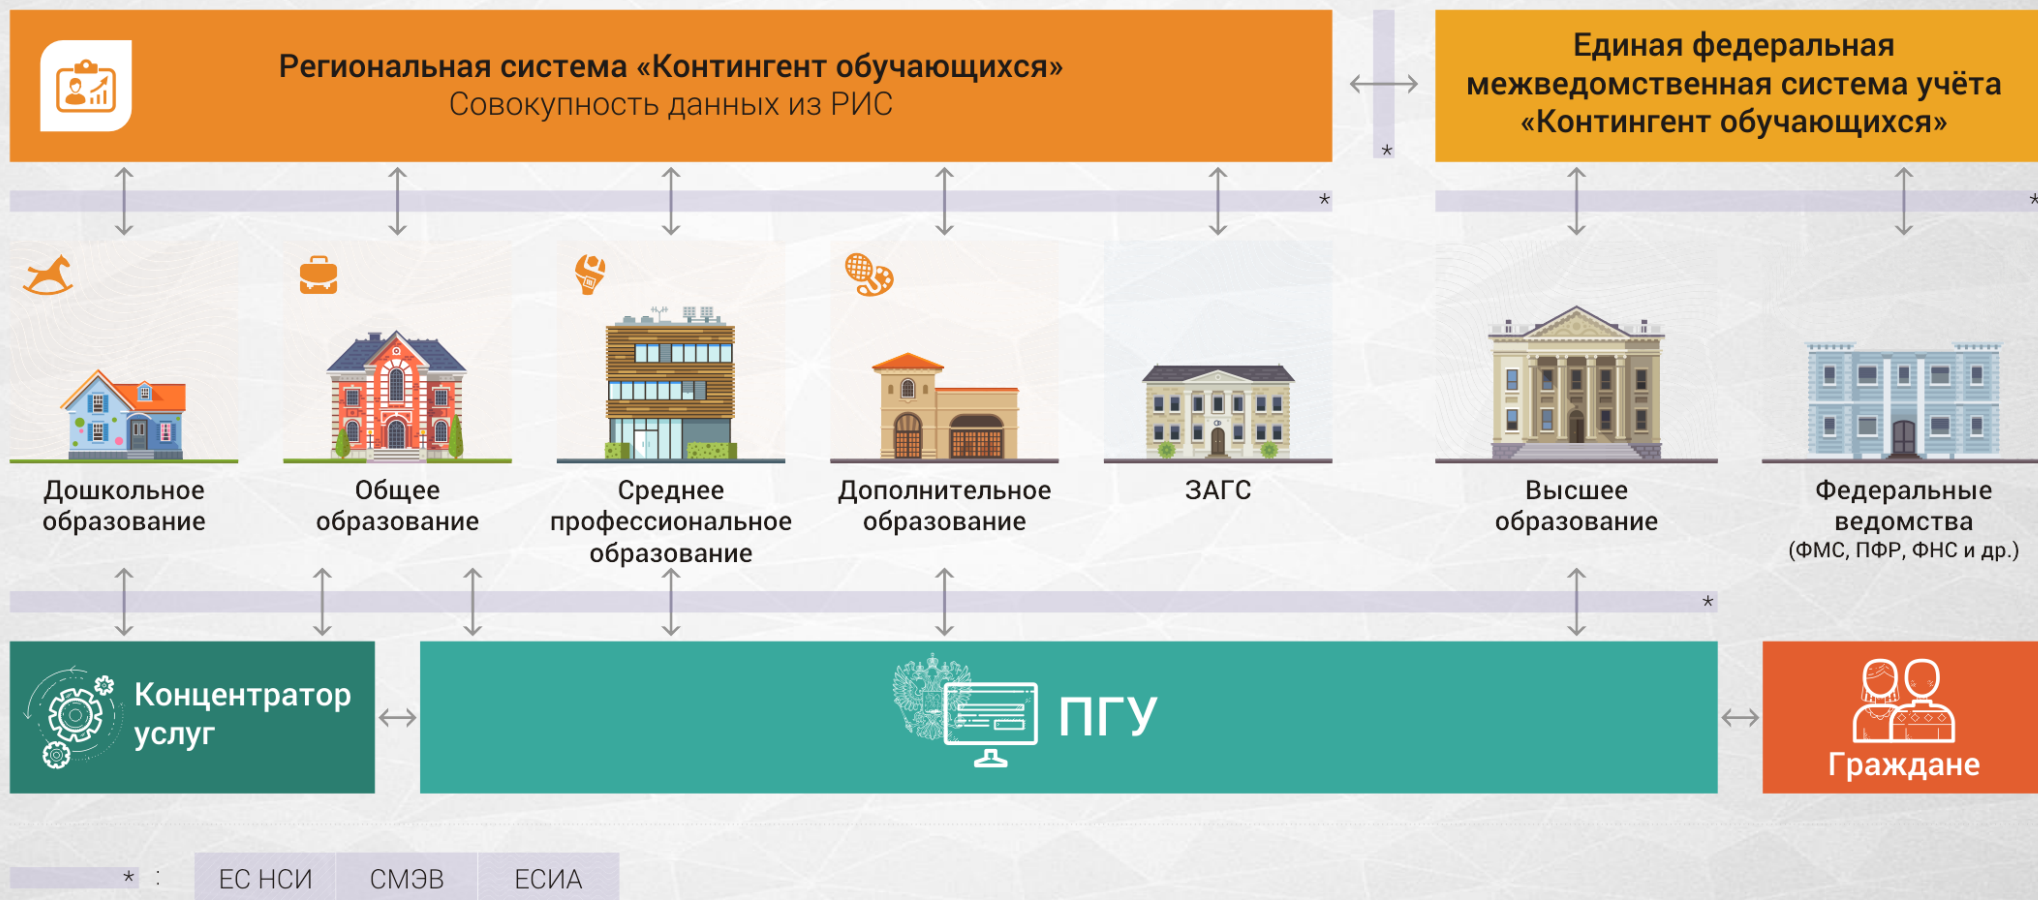 Региональная система «Контингент обучающихся»
Совокупность данных из РИС
Единая федеральная
межведомственная система учёта
«Контингент обучающихся»
*
*
*
Дошкольное
образование
Общее
образование
Среднее
профессиональное
образование
Дополнительное
образование
ЗАГС
Высшее
образование
Федеральные
ведомства
(ФМС, ПФР, ФНС и др.)
*
Концентратор
услуг
ПГУ
Граждане
* : ЕС НСИ СМЭВ ЕСИА